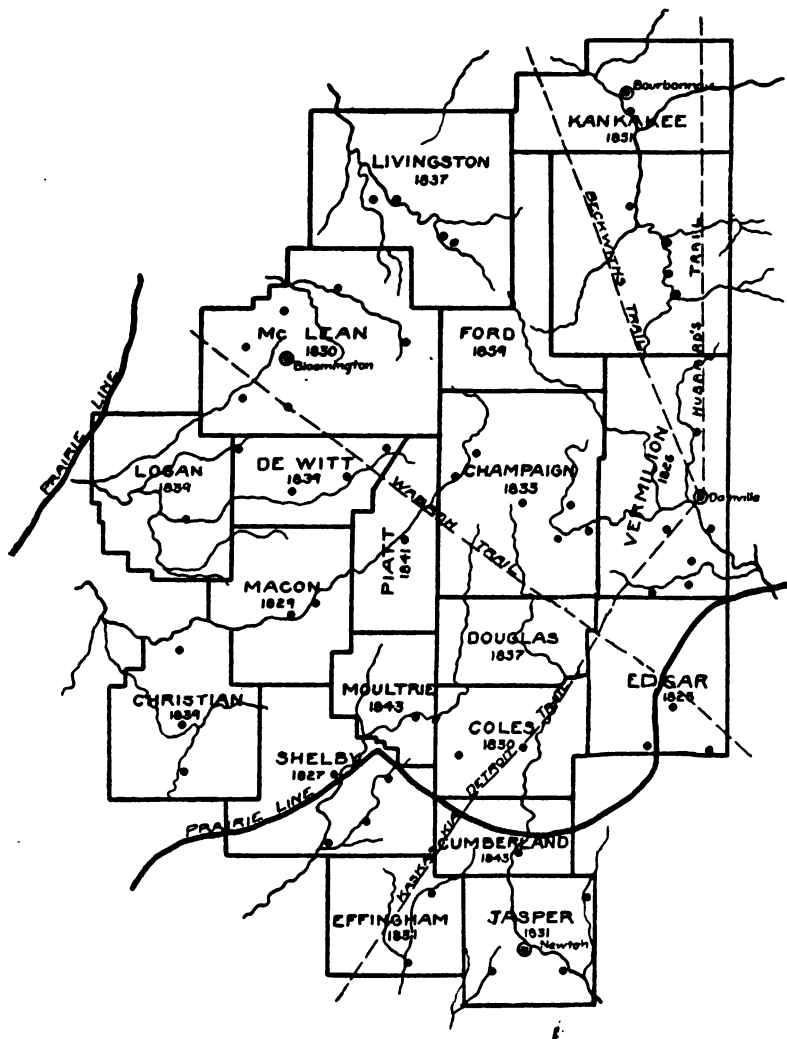 Bourbonnais
KANKAKEE
1851
LIVINGSTON
1837
BECKWITHS TRAIL
HUBBARD'S TRAIL
Mc LEAN
1830
Bloomington
FORD
1859
PRAIRIE LINE
LOGAN
1839
DE WITT
1839
CHAMPAIGN
1833
VERMILION
1826
Danville
WABASH TRAIL
PIATT
1841
MACON
1829
DOUGLAS
1857
EDGAR
1823
CHRISTIAN
1839
MOULTRIE
1843
COLES
1830
SHELBY
1827
KASKASKIA DETROIT TRAIL
PRAIRIE LINE
CUMBERLAND
1843
EFFINGHAM
1831
JASPER
1831
Newton